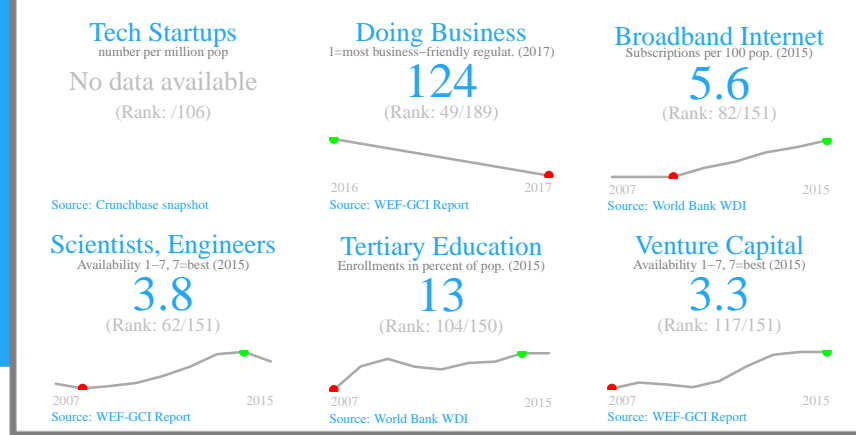 Tech Startups
number per million pop
No data available
(Rank: /106)
Source: Crunchbase snapshot
Doing Business
1=most business−friendly regulat. (2017)
124
(Rank: 49/189)
2016 2017
Source: WEF-GCI Report
Broadband Internet
Subscriptions per 100 pop. (2015)
5.6
(Rank: 82/151)
2007 2015
Source: World Bank WDI
Scientists, Engineers
Availability 1−7, 7=best (2015)
3.8
(Rank: 62/151)
2007 2015
Source: WEF-GCI Report
Tertiary Education
Enrollments in percent of pop. (2015)
13
(Rank: 104/150)
2007 2015
Source: World Bank WDI
Venture Capital
Availability 1−7, 7=best (2015)
3.3
(Rank: 117/151)
2007 2015
Source: WEF-GCI Report